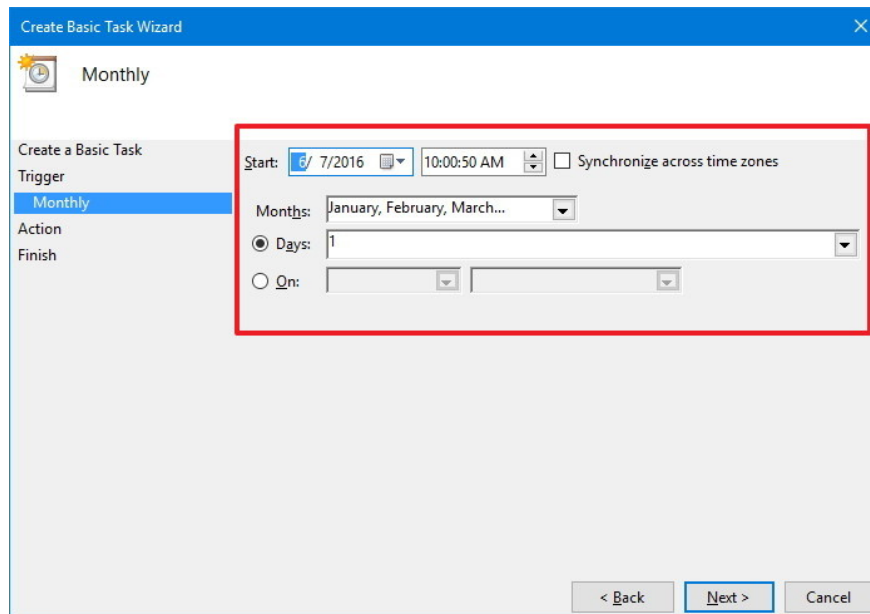 Create Basic Task Wizard
Monthly
Create a Basic Task
Trigger
Monthly
Action
Finish
Start: 6/ 7/2016 10:00:50 AM Synchronize across time zones
Months: January, February, March...
Days: 1
On:
< Back Next > Cancel